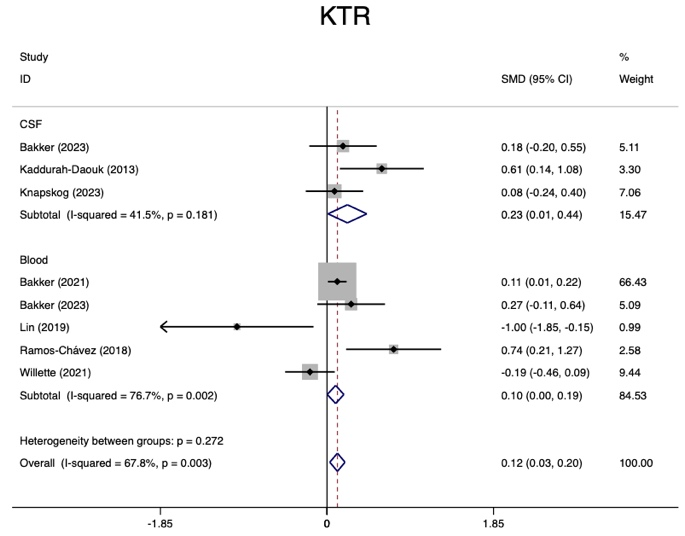 KTR
Study %
ID SMD (95% CI) Weight
CSF
Bakker (2023) 0.18 (-0.20, 0.55) 5.11
Kaddurah-Daouk (2013) 0.61 (0.14, 1.08) 3.30
Knapskog (2023) 0.08 (-0.24, 0.40) 7.06
Subtotal (I-squared = 41.5%, p = 0.181) 0.23 (0.01, 0.44) 15.47
Blood
Bakker (2021) 0.11 (0.01, 0.22) 66.43
Bakker (2023) 0.27 (-0.11, 0.64) 5.09
Lin (2019) -1.00 (-1.85, -0.15) 0.99
Ramos-Chávez (2018) 0.74 (0.21, 1.27) 2.58
Willette (2021) -0.19 (-0.46, 0.09) 9.44
Subtotal (I-squared = 76.7%, p = 0.002) 0.10 (0.00, 0.19) 84.53
Heterogeneity between groups: p = 0.272
Overall (I-squared = 67.8%, p = 0.003) 0.12 (0.03, 0.20) 100.00
-1.85 0 1.85